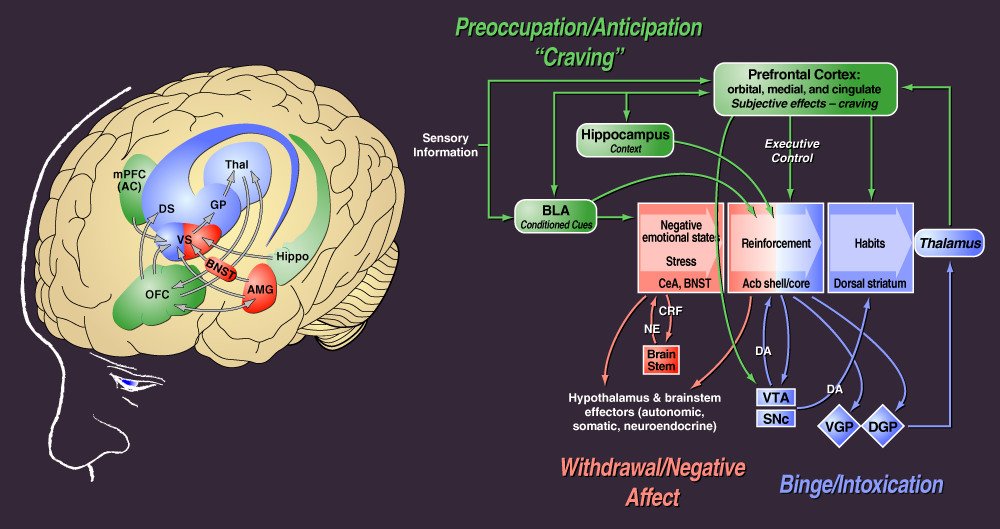 Preoccupation/Anticipation
“Craving”
Prefrontal Cortex:
orbital, medial, and cingulate
Subjective effects – craving
Sensory
Information
Hippocampus
Context
Executive
Control
BLA
Conditioned Cues
Negative
emotional states
Stress
CeA, BNST
Reinforcement
Acb shell/core
Habits
Dorsal striatum
Thalamus
CRF
NE
Brain
Stem
DA
DA
VTA
SNc
VGP
DGP
Hypothalamus & brainstem
effectors (autonomic,
somatic, neuroendocrine)
Withdrawal/Negative
Affect
Binge/Intoxication
mPFC
(AC)
Thal
DS
GP
VS
BNST
Hippo
OFC
AMG